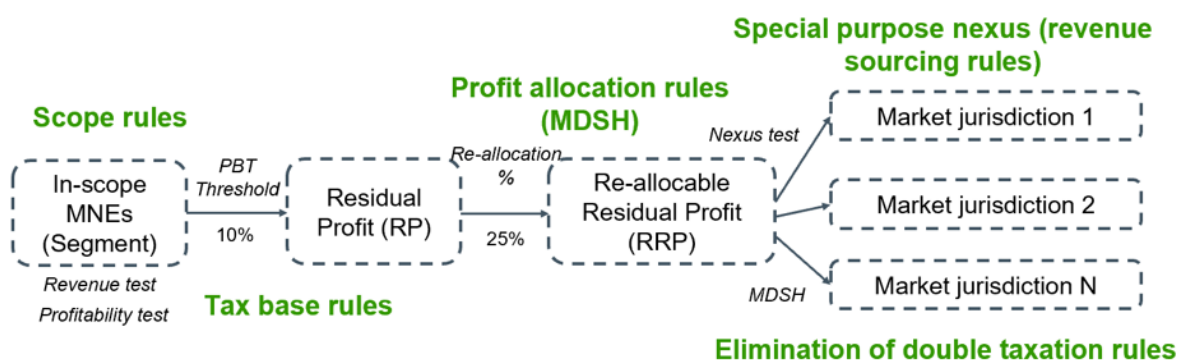 Special purpose nexus (revenue
sourcing rules)
Scope rules
Profit allocation rules
(MDSH)
In-scope
MNEs
(Segment)
Revenue test
Profitability test
PBT
Threshold
10%
Tax base rules
Residual
Profit (RP)
Re-allocation
%
25%
Re-allocable
Residual Profit
(RRP)
Nexus test
MDSH
Market jurisdiction 1
Market jurisdiction 2
Market jurisdiction N
Elimination of double taxation rules